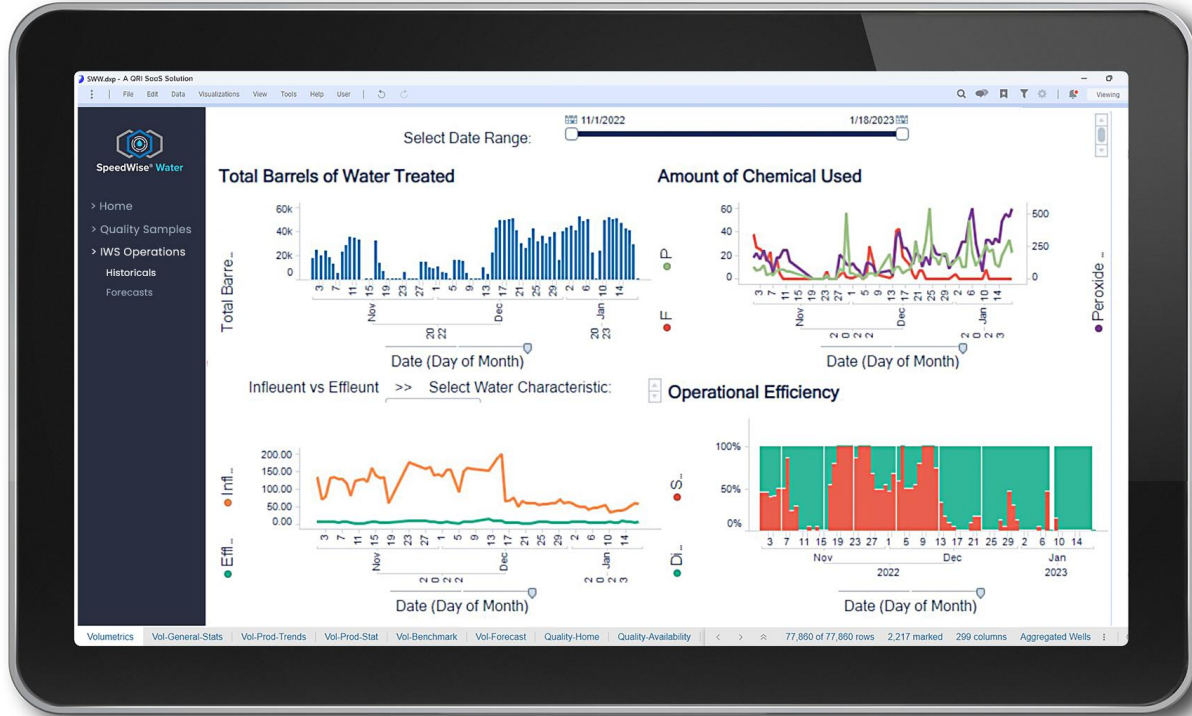 SWW.dxp - A QRI SaaS Solution
File Edit Data Visualizations View Tools Help User
Viewing
SpeedWise® Water
> Home
> Quality Samples
> IWS Operations
Historicals
Forecasts
Select Date Range:
11/1/2022 1/18/2023
Total Barrels of Water Treated
Total Barre..
60k
40k
20k
0
3 7 11 15 19 23 27 1 5 9 13 17 21 25 29 2 6 10 14
Nov Dec Jan
2022 2023
Date (Day of Month)
Amount of Chemical Used
P
F
60
40
20
0
500
250
0
Peroxide ..
3 7 11 15 19 23 27 1 5 9 13 17 21 25 29 2 6 10 14
Nov Dec Jan
2022 2023
Date (Day of Month)
Infleuent vs Effleunt >> Select Water Characteristic:
Infl..
Effl..
200.00
150.00
100.00
50.00
0.00
3 7 11 15 19 23 27 1 5 9 13 17 21 25 29 2 6 10 14
Nov Dec Jan
2022 2023
Date (Day of Month)
Operational Efficiency
S..
Di..
100%
50%
0%
3 7 11 15 19 23 27 1 5 9 13 17 21 25 29 2 6 10 14
Nov Dec Jan
2022 2023
Date (Day of Month)
Volumetrics Vol-General-Stats Vol-Prod-Trends Vol-Prod-Stat Vol-Benchmark Vol-Forecast Quality-Home Quality-Availability 77,860 of 77,860 rows 2,217 marked 299 columns Aggregated Wells